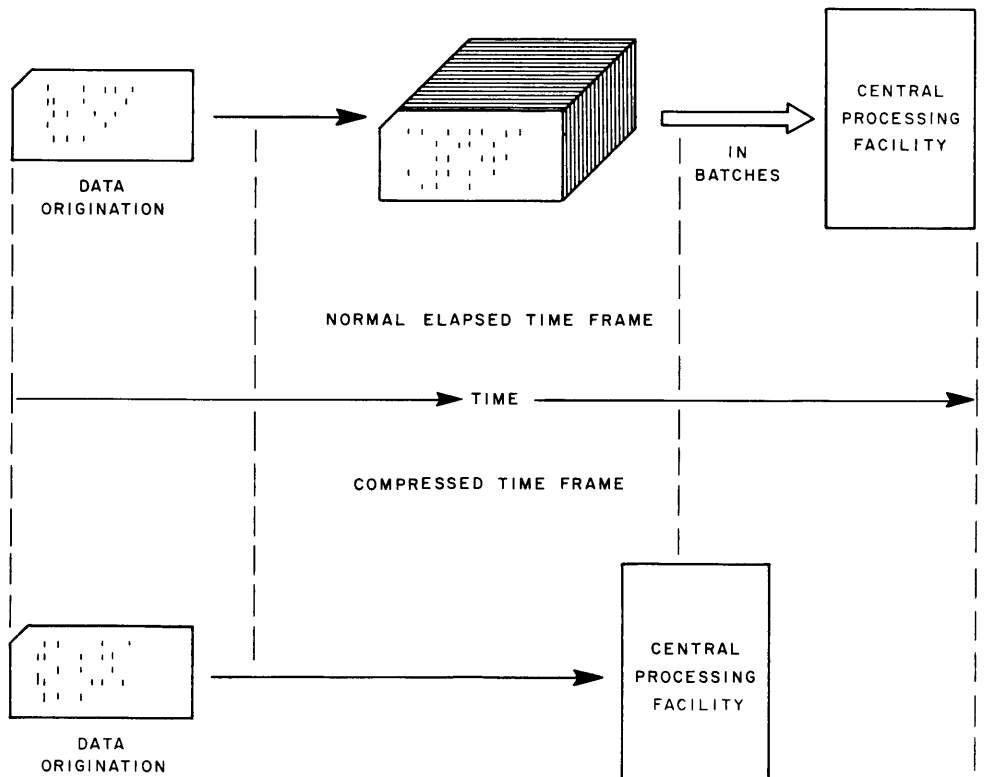 DATA
ORIGINATION
IN
BATCHES
CENTRAL
PROCESSING
FACILITY
NORMAL ELAPSED TIME FRAME
TIME
COMPRESSED TIME FRAME
DATA
ORIGINATION
CENTRAL
PROCESSING
FACILITY